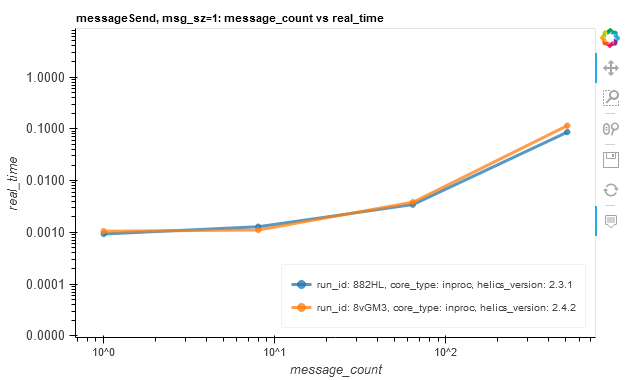 messageSend, msg_sz=1: message_count vs real_time
1.0000
0.1000
0.0100
0.0010
0.0001
0.0000
real_time
run_id: 882HL, core_type: inproc, helics_version: 2.3.1
run_id: 8vGM3, core_type: inproc, helics_version: 2.4.2
10^0
10^1
10^2
message_count